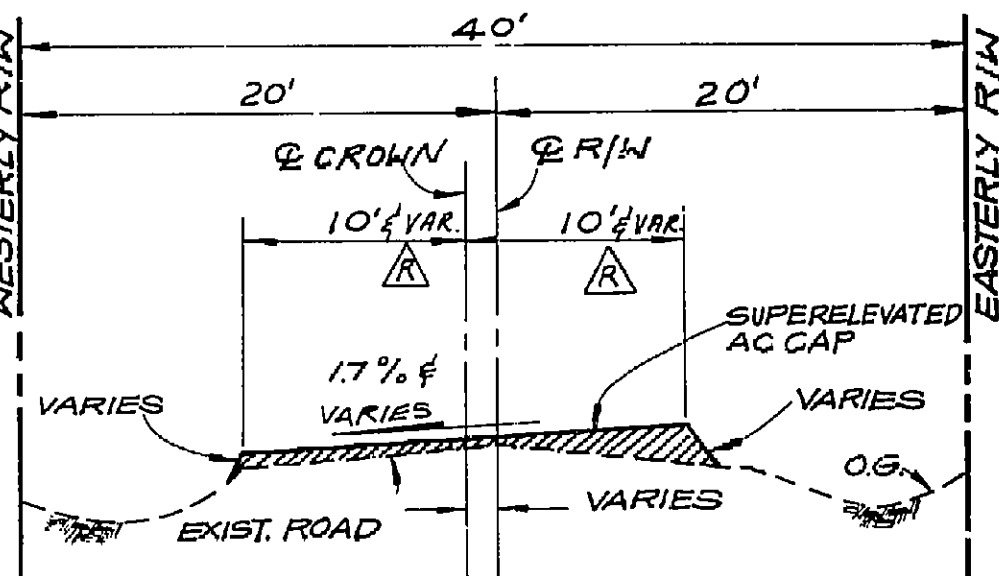 40'
WESTERLY R/W
EASTERLY R/W
20'
20'
℄ CROWN
℄ R/W
10' & VAR.
10' & VAR.
R
R
SUPERELEVATED
AC CAP
1.7% &
VARIES
VARIES
VARIES
O.G.
EXIST. ROAD
VARIES